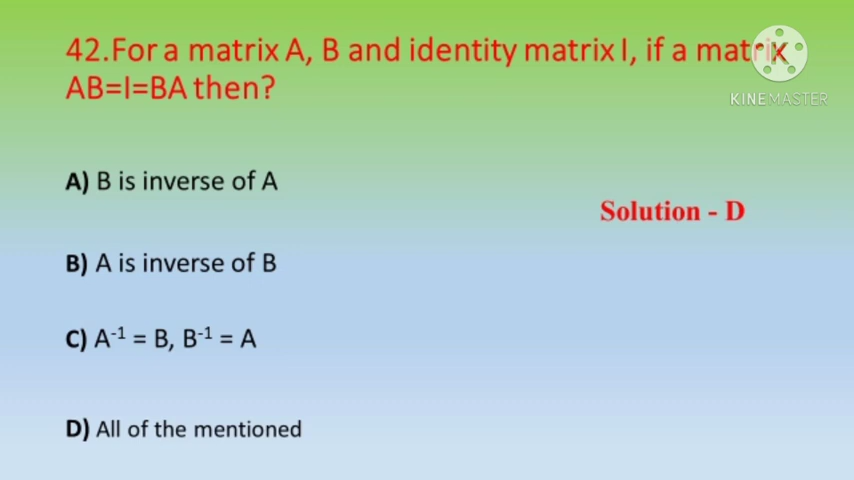 42.For a matrix A, B and identity matrix I, if a matrix
K
KINEMASTER
AB=I=BA then?
A) B is inverse of A
Solution - D
B) A is inverse of B
C) A⁻¹ = B, B⁻¹ = A
D) All of the mentioned